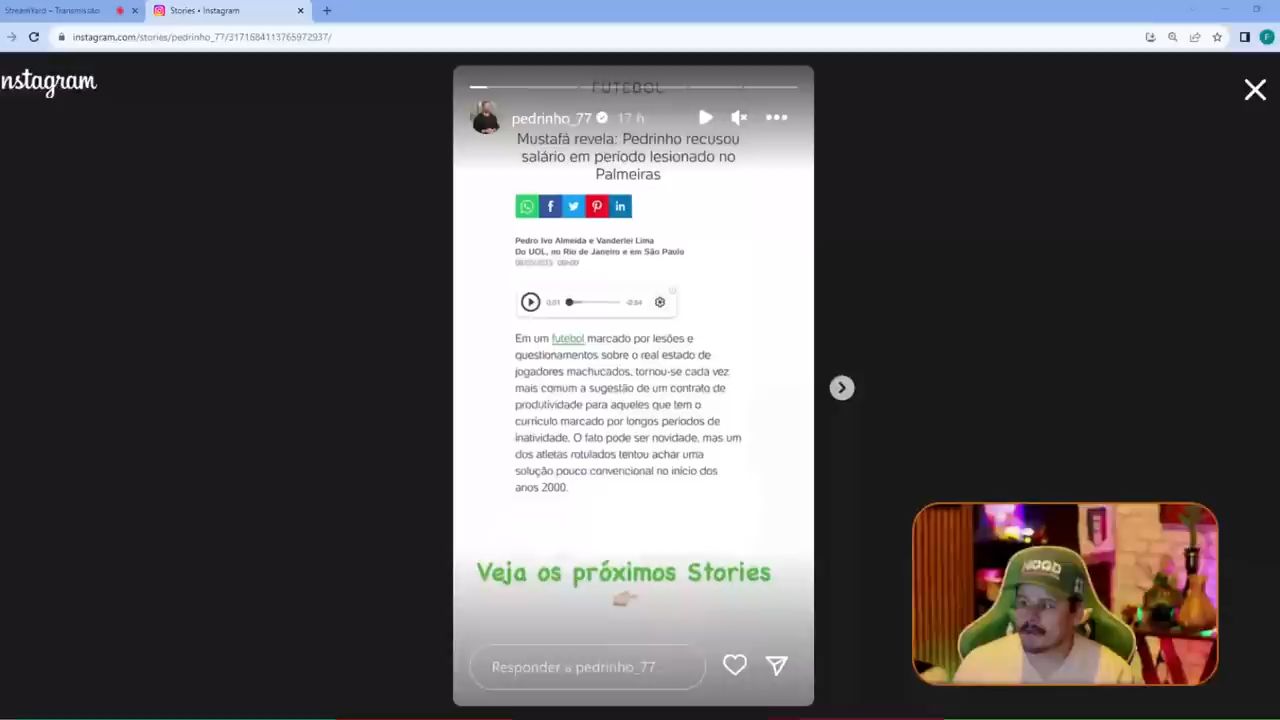 StreamYard – Transmissão
Stories • Instagram
instagram.com/stories/pedrinho_77/3171684113765972937/
F
nstagram
FUTEBOL
pedrinho_77 17 h
Mustafá revela: Pedrinho recusou
salário em período lesionado no
Palmeiras
Pedro Ivo Almeida e Vanderlei Lima
Do UOL, no Rio de Janeiro e em São Paulo
0:01
Em um futebol marcado por lesões e
questionamentos sobre o real estado de
jogadores machucados, tornou-se cada vez
mais comum a sugestão de um contrato de
produtividade para aqueles que tem o
currículo marcado por longos períodos de
inatividade. O fato pode ser novidade, mas um
dos atletas rotulados tentou achar uma
solução pouco convencional no início dos
anos 2000.
Veja os próximos Stories
Responder a pedrinho_77